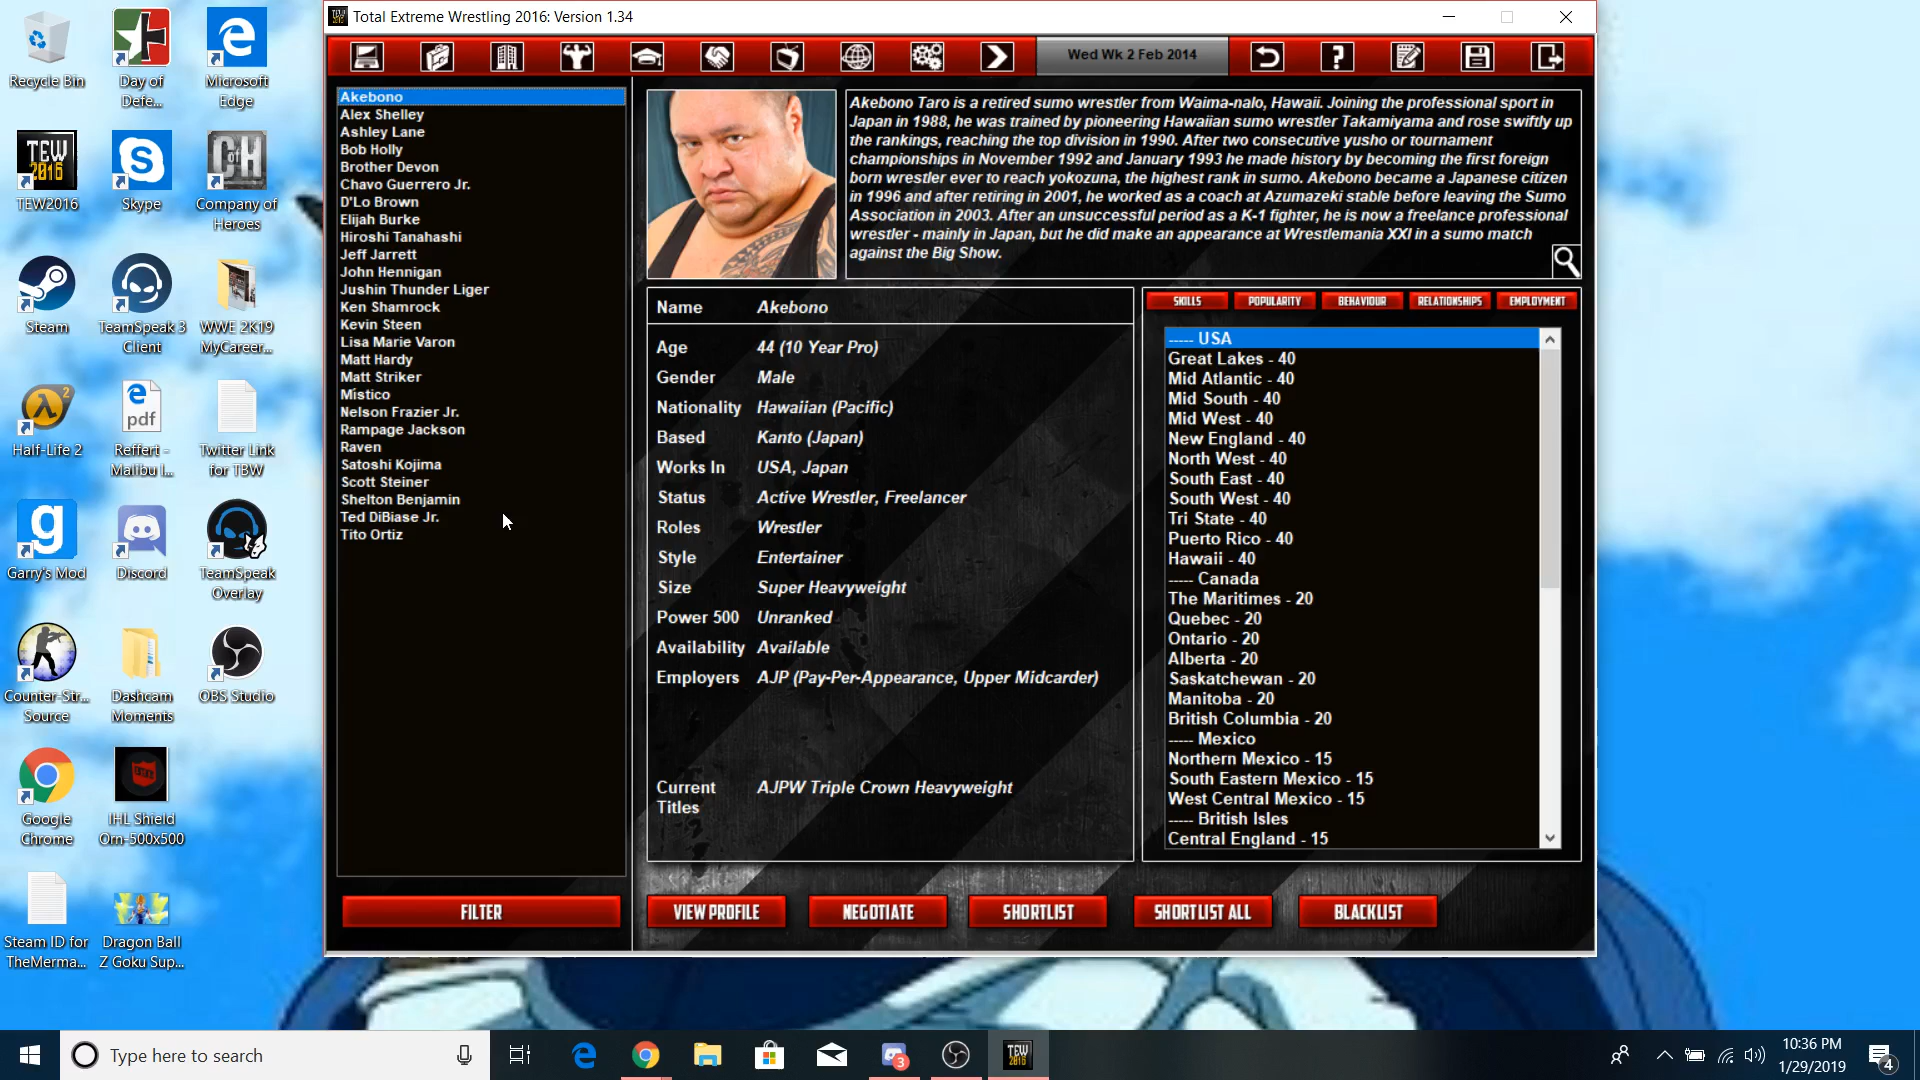 Total Extreme Wrestling 2016: Version 1.34
Wed Wk 2 Feb 2014
Recycle Bin
Day of
Defe...
Microsoft
Edge
TEW
2016
TEW2016
Skype
CofH
Company of
Heroes
Steam
TeamSpeak 3
Client
WWE 2K19
MyCareer...
Half-Life 2
pdf
Reffert -
Malibu I...
Twitter Link
for TBW
Garry's Mod
Discord
TeamSpeak
Overlay
Counter-Str...
Source
Dashcam
Moments
OBS Studio
Google
Chrome
IHL Shield
Orn-500x500
Steam ID for
TheMerma...
Dragon Ball
Z Goku Sup...
Akebono
Alex Shelley
Ashley Lane
Bob Holly
Brother Devon
Chavo Guerrero Jr.
D'Lo Brown
Elijah Burke
Hiroshi Tanahashi
Jeff Jarrett
John Hennigan
Jushin Thunder Liger
Ken Shamrock
Kevin Steen
Lisa Marie Varon
Matt Hardy
Matt Striker
Místico
Nelson Frazier Jr.
Rampage Jackson
Raven
Satoshi Kojima
Scott Steiner
Shelton Benjamin
Ted DiBiase Jr.
Tito Ortiz
FILTER
Akebono Taro is a retired sumo wrestler from Waima-nalo, Hawaii. Joining the professional sport in
Japan in 1988, he was trained by pioneering Hawaiian sumo wrestler Takamiyama and rose swiftly up
the rankings, reaching the top division in 1990. After two consecutive yusho or tournament
championships in November 1992 and January 1993 he made history by becoming the first foreign
born wrestler ever to reach yokozuna, the highest rank in sumo. Akebono became a Japanese citizen
in 1996 and after retiring in 2001, he worked as a coach at Azumazeki stable before leaving the Sumo
Association in 2003. After an unsuccessful period as a K-1 fighter, he is now a freelance professional
wrestler - mainly in Japan, but he did make an appearance at Wrestlemania XXI in a sumo match
against the Big Show.
Name Akebono
Age 44 (10 Year Pro)
Gender Male
Nationality Hawaiian (Pacific)
Based Kanto (Japan)
Works In USA, Japan
Status Active Wrestler, Freelancer
Roles Wrestler
Style Entertainer
Size Super Heavyweight
Power 500 Unranked
Availability Available
Employers AJP (Pay-Per-Appearance, Upper Midcarder)
Current
Titles AJPW Triple Crown Heavyweight
SKILLS POPULARITY BEHAVIOUR RELATIONSHIPS EMPLOYMENT
----- USA
Great Lakes - 40
Mid Atlantic - 40
Mid South - 40
Mid West - 40
New England - 40
North West - 40
South East - 40
South West - 40
Tri State - 40
Puerto Rico - 40
Hawaii - 40
----- Canada
The Maritimes - 20
Quebec - 20
Ontario - 20
Alberta - 20
Saskatchewan - 20
Manitoba - 20
British Columbia - 20
----- Mexico
Northern Mexico - 15
South Eastern Mexico - 15
West Central Mexico - 15
----- British Isles
Central England - 15
VIEW PROFILE NEGOTIATE SHORTLIST SHORTLIST ALL BLACKLIST
Type here to search
3
TEW
2016
10:36 PM
1/29/2019
4